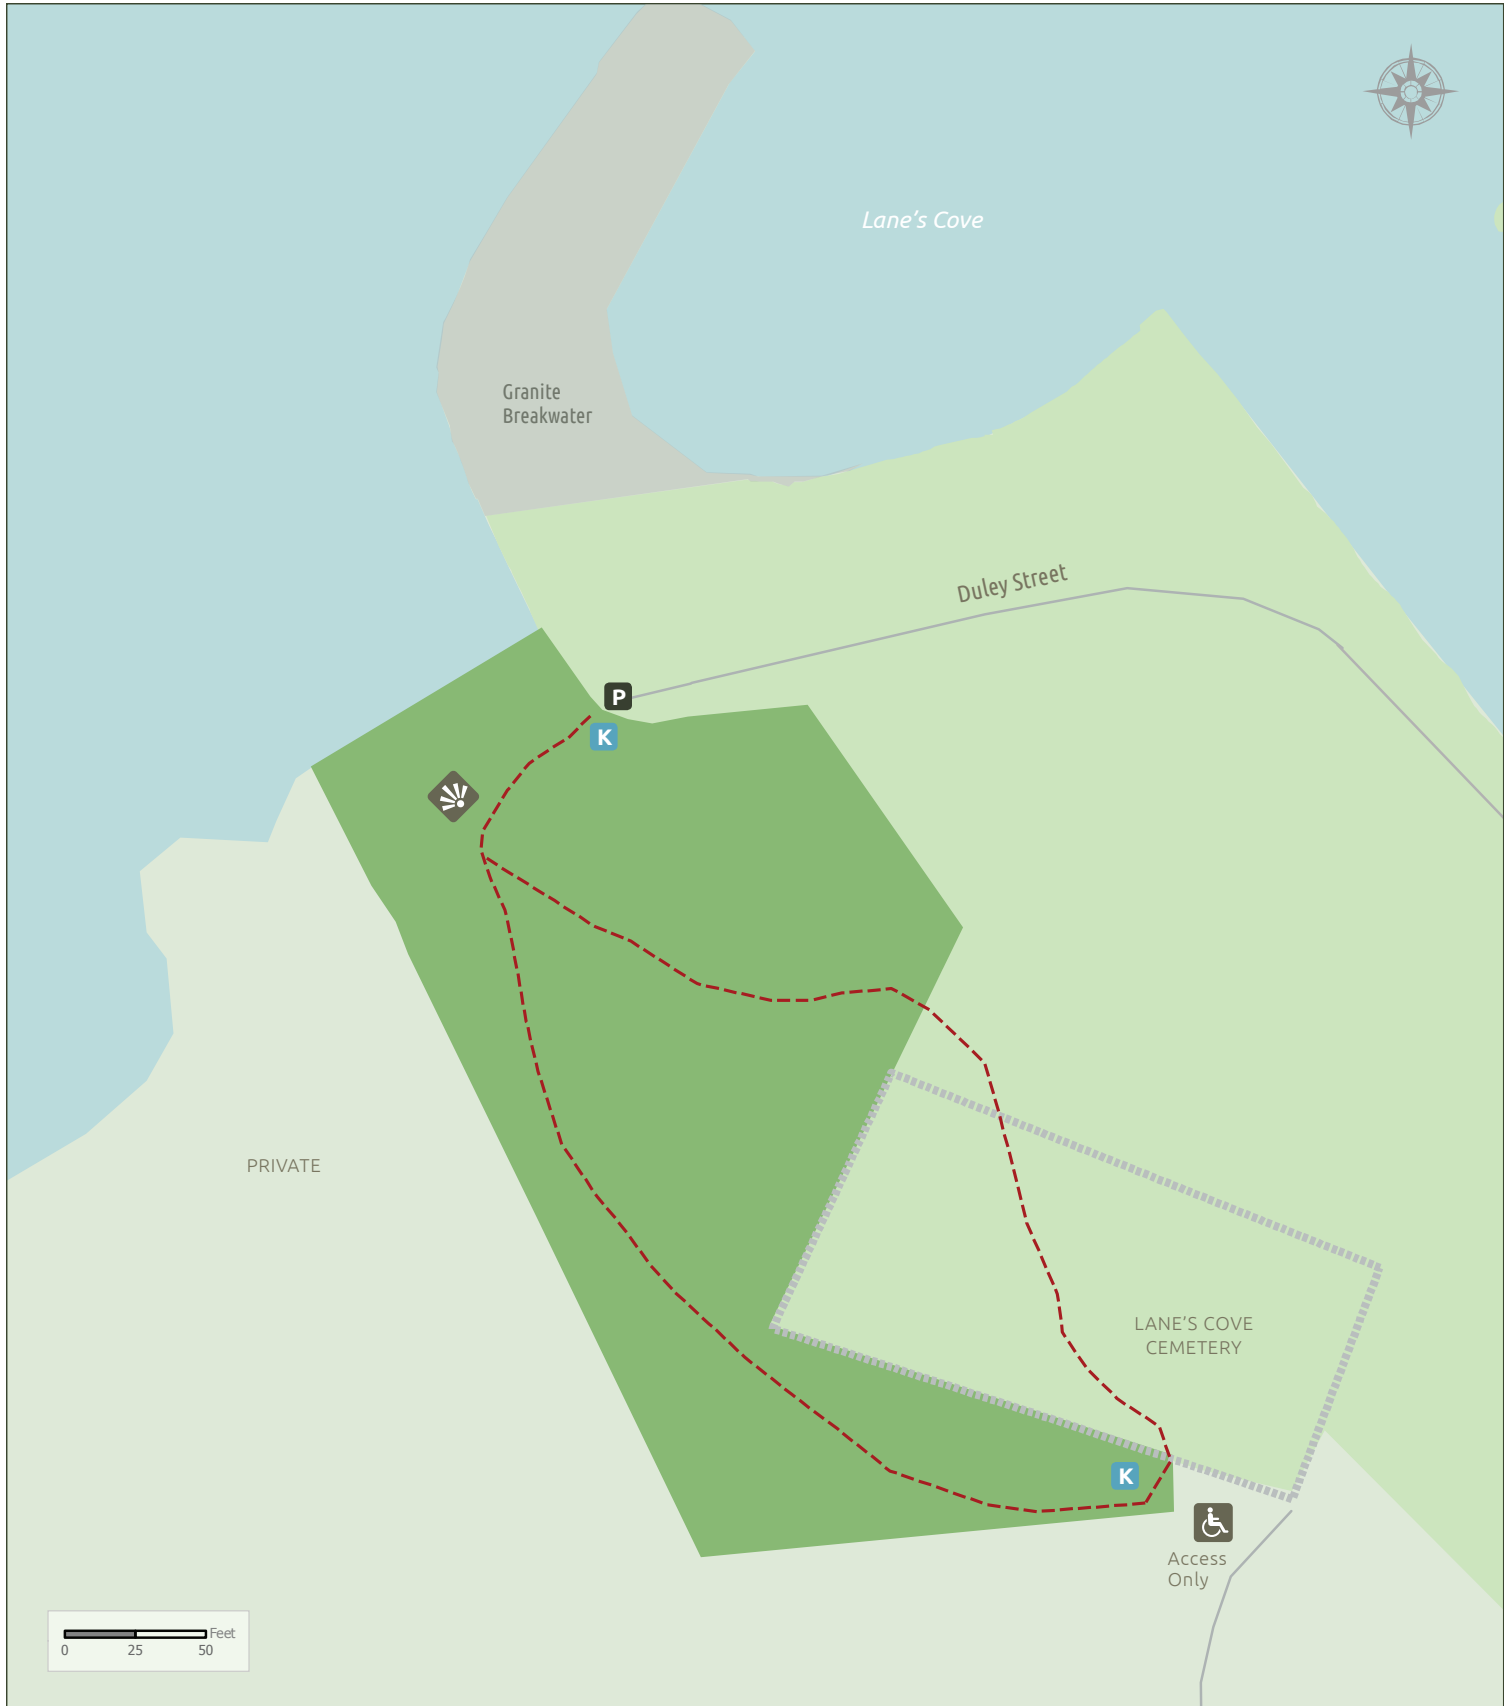 Lane's Cove
Granite
Breakwater
Duley Street
P
K
PRIVATE
LANE'S COVE
CEMETERY
K
Access
Only
Feet
0 25 50